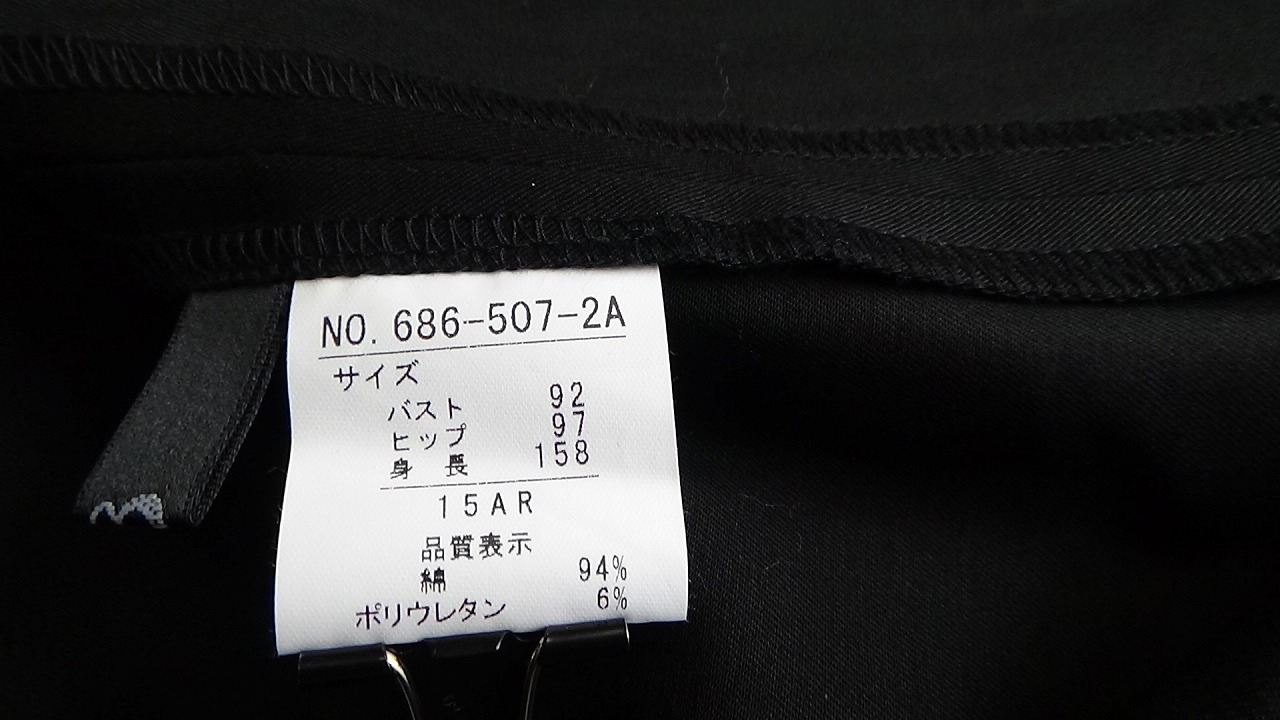 NO. 686-507-2A
サイズ
バスト 92
ヒップ 97
身長 158
15AR
品質表示
綿 94%
ポリウレタン 6%